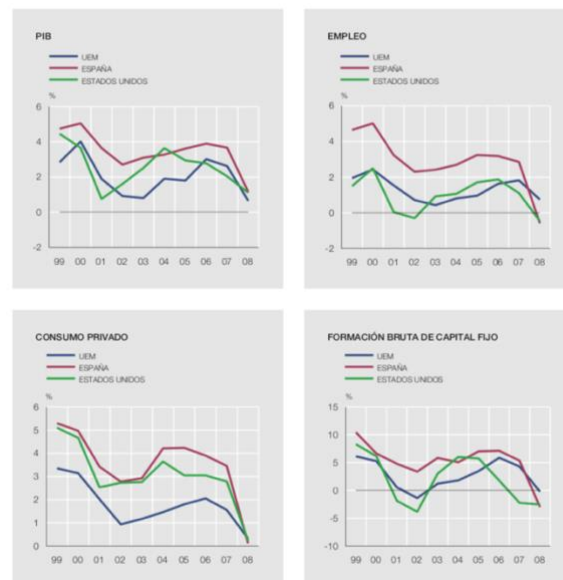 PIB
UEM
ESPAÑA
ESTADOS UNIDOS
%
6
4
2
0
-2
99 00 01 02 03 04 05 06 07 08
EMPLEO
UEM
ESPAÑA
ESTADOS UNIDOS
%
6
4
2
0
-2
99 00 01 02 03 04 05 06 07 08
CONSUMO PRIVADO
UEM
ESPAÑA
ESTADOS UNIDOS
%
6
5
4
3
2
1
0
99 00 01 02 03 04 05 06 07 08
FORMACIÓN BRUTA DE CAPITAL FIJO
UEM
ESPAÑA
ESTADOS UNIDOS
%
15
10
5
0
-5
-10
99 00 01 02 03 04 05 06 07 08